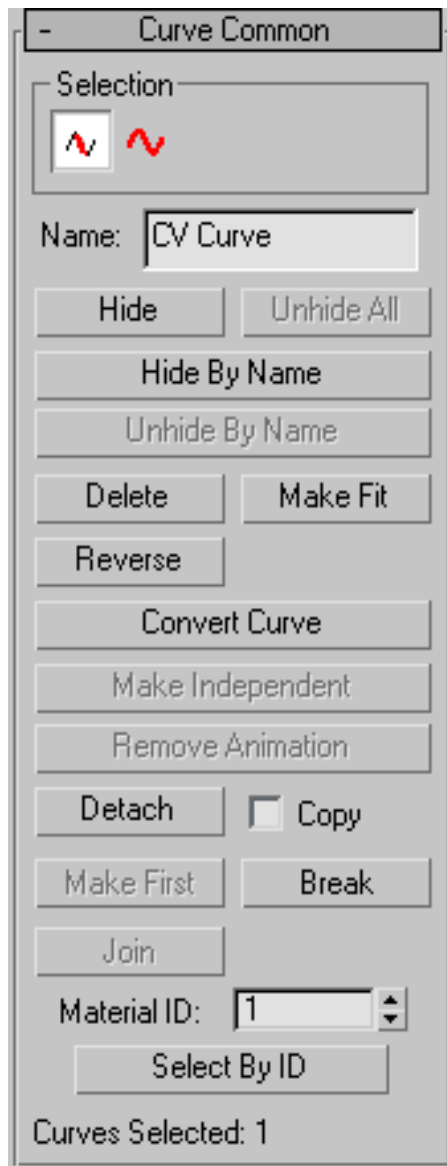 - Curve Common
Selection
Name: CV Curve
Hide Unhide All
Hide By Name
Unhide By Name
Delete Make Fit
Reverse
Convert Curve
Make Independent
Remove Animation
Detach Copy
Make First Break
Join
Material ID: 1
Select By ID
Curves Selected: 1